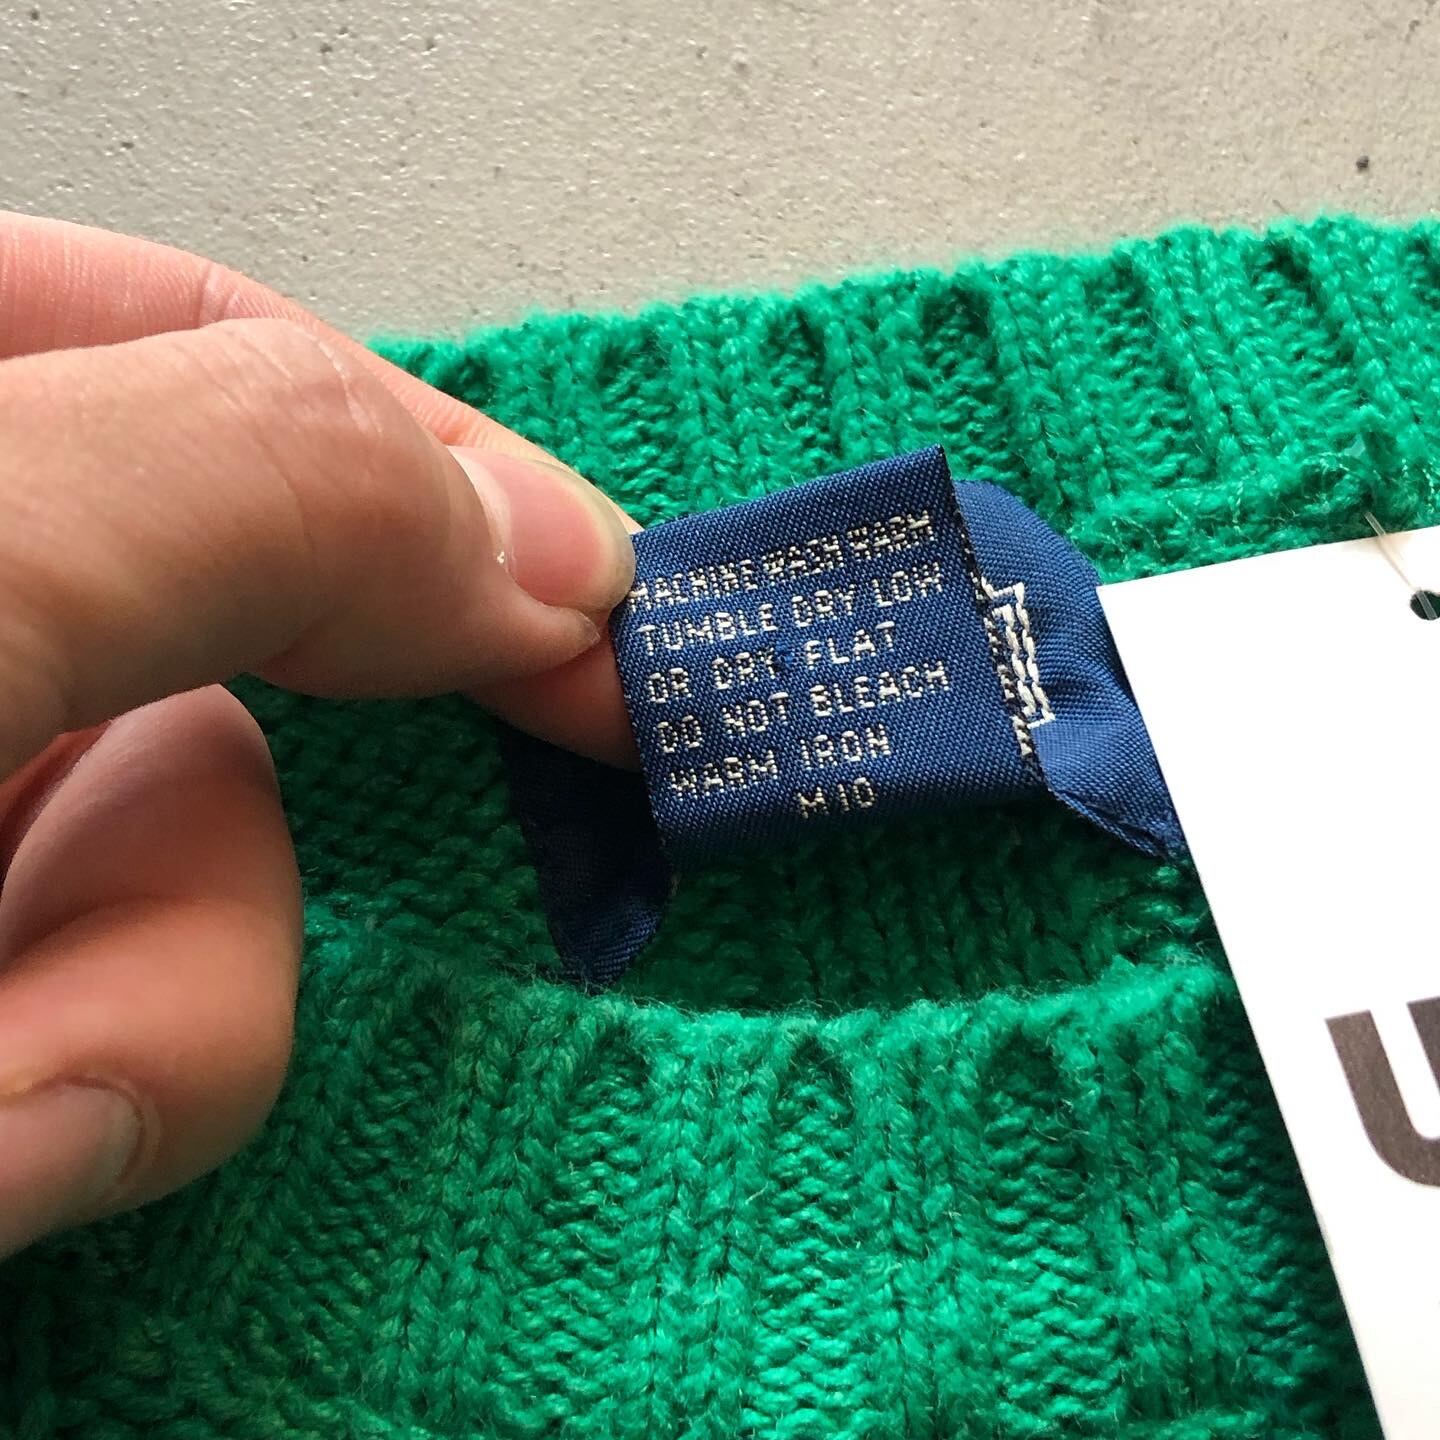 MACHINE WASH WARM
TUMBLE DRY LOW
OR DRY FLAT
DO NOT BLEACH
WARM IRON
M10
U